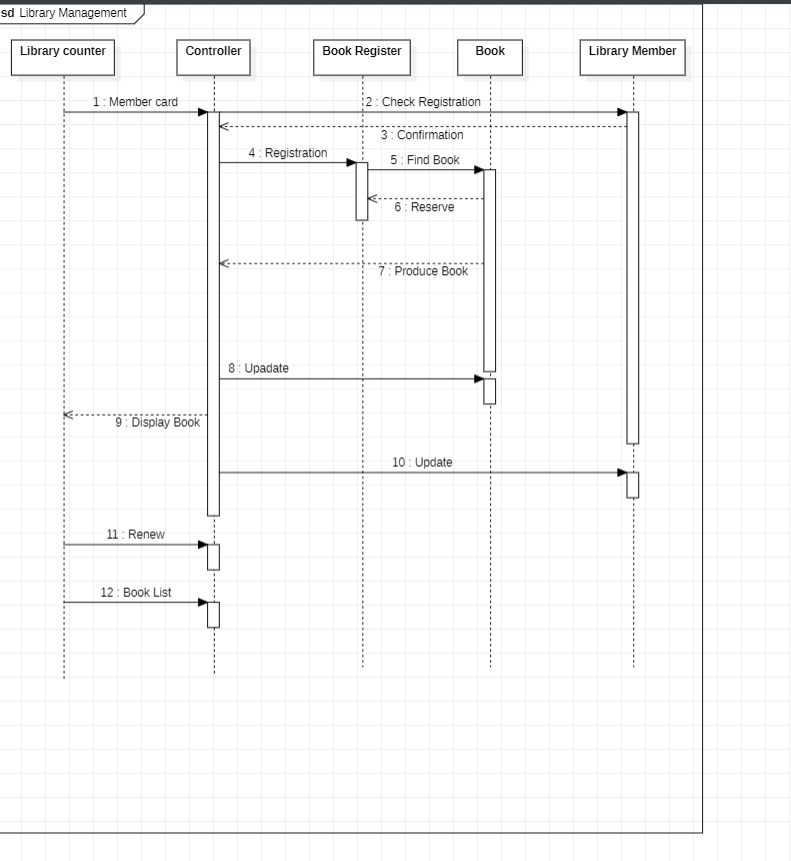 sd Library Management
Library counter
Controller
Book Register
Book
Library Member
1 : Member card
2 : Check Registration
3 : Confirmation
4 : Registration
5 : Find Book
6 : Reserve
7 : Produce Book
8 : Upadate
9 : Display Book
10 : Update
11 : Renew
12 : Book List